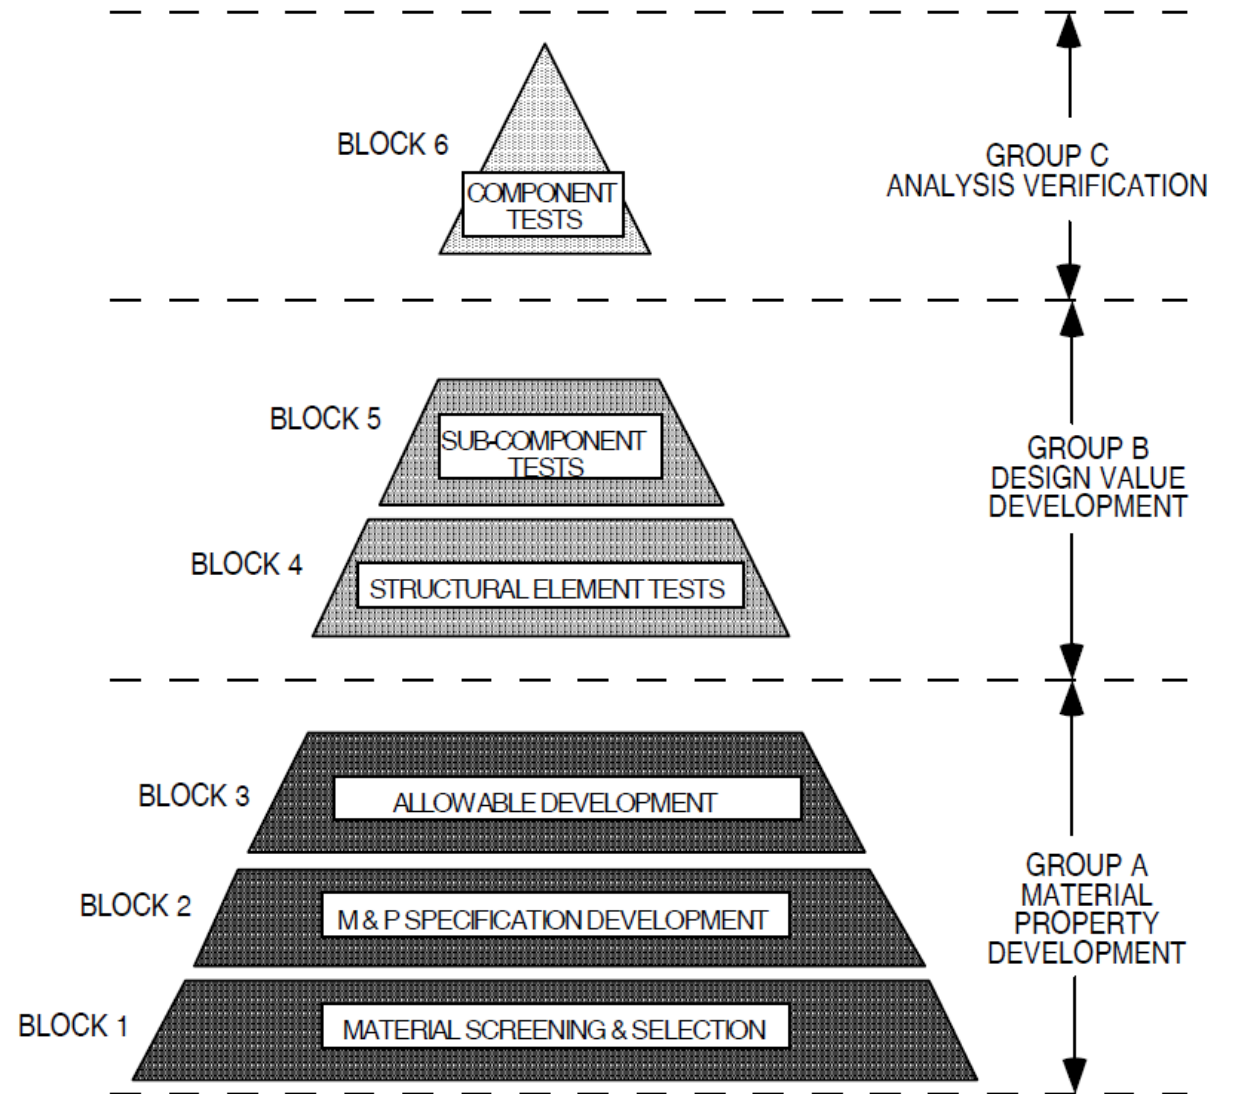 BLOCK 6
COMPONENT
TESTS
GROUP C
ANALYSIS VERIFICATION
BLOCK 5
SUB-COMPONENT
TESTS
GROUP B
DESIGN VALUE
DEVELOPMENT
BLOCK 4
STRUCTURAL ELEMENT TESTS
BLOCK 3
ALLOWABLE DEVELOPMENT
GROUP A
MATERIAL
PROPERTY
DEVELOPMENT
BLOCK 2
M & P SPECIFICATION DEVELOPMENT
BLOCK 1
MATERIAL SCREENING & SELECTION